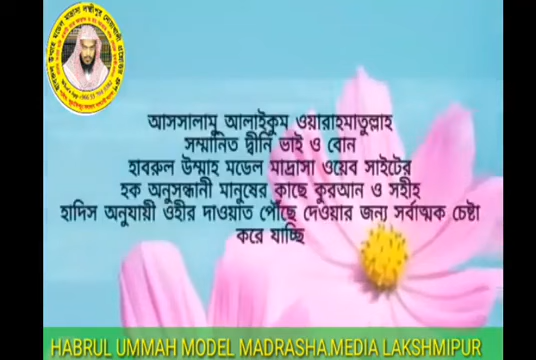 আসসালামু আলাইকুম ওয়ারাহমাতুল্লাহ
সম্মানিত দ্বীনি ভাই ও বোন
হাবরুল উম্মাহ মডেল মাদ্রাসা ওয়েব সাইটের
হক অনুসন্ধানী মানুষের কাছে কুরআন ও সহীহ
হাদিস অনুযায়ী ওহীর দাওয়াত পৌঁছে দেওয়ার জন্য সর্বাত্মক চেষ্টা
করে যাচ্ছি
HABRUL UMMAH MODEL MADRASHA.MEDIA LAKSHMIPUR